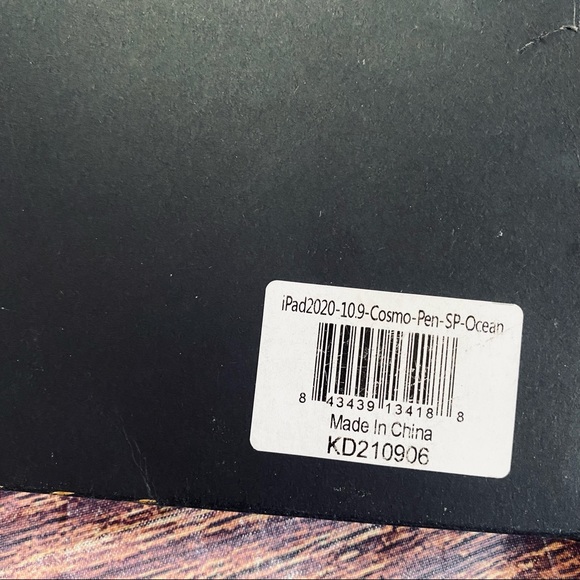 iPad2020-10.9-Cosmo-Pen-SP-Ocean
8 43439 13418 8
Made In China
KD210906